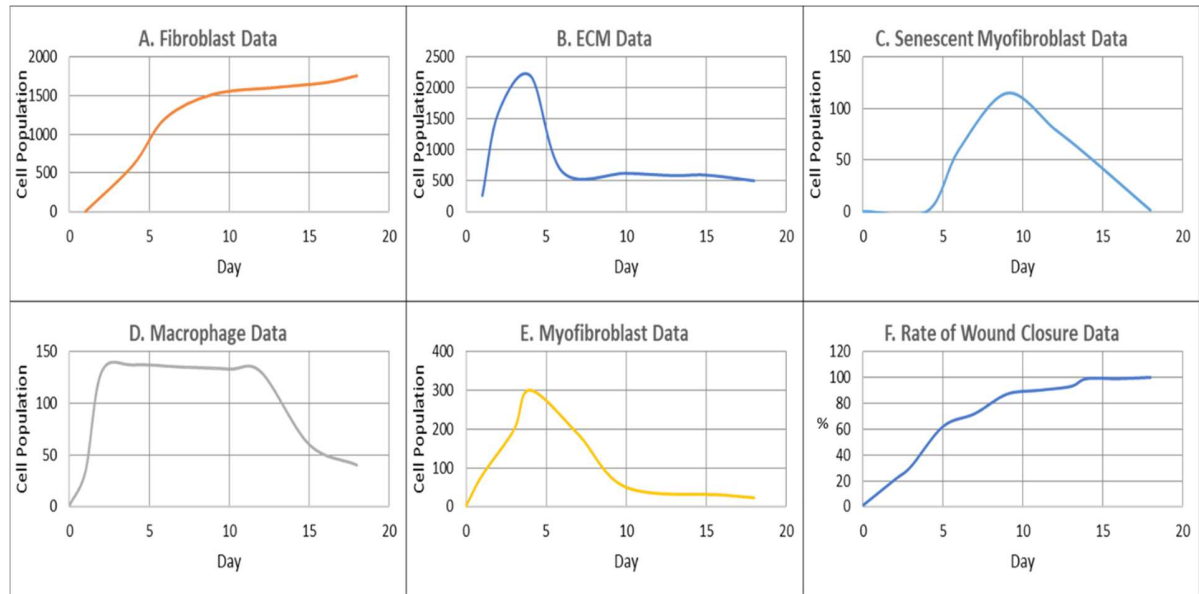 A. Fibroblast Data
2000
1500
1000
500
0
Cell Population
0 5 10 15 20
Day
B. ECM Data
2500
2000
1500
1000
500
0
Cell Population
0 5 10 15 20
Day
C. Senescent Myofibroblast Data
150
100
50
0
Cell Population
0 5 10 15 20
Day
D. Macrophage Data
150
100
50
0
Cell Population
0 5 10 15 20
Day
E. Myofibroblast Data
400
300
200
100
0
Cell Population
0 5 10 15 20
Day
F. Rate of Wound Closure Data
120
100
80
60
40
20
0
%
0 5 10 15 20
Day